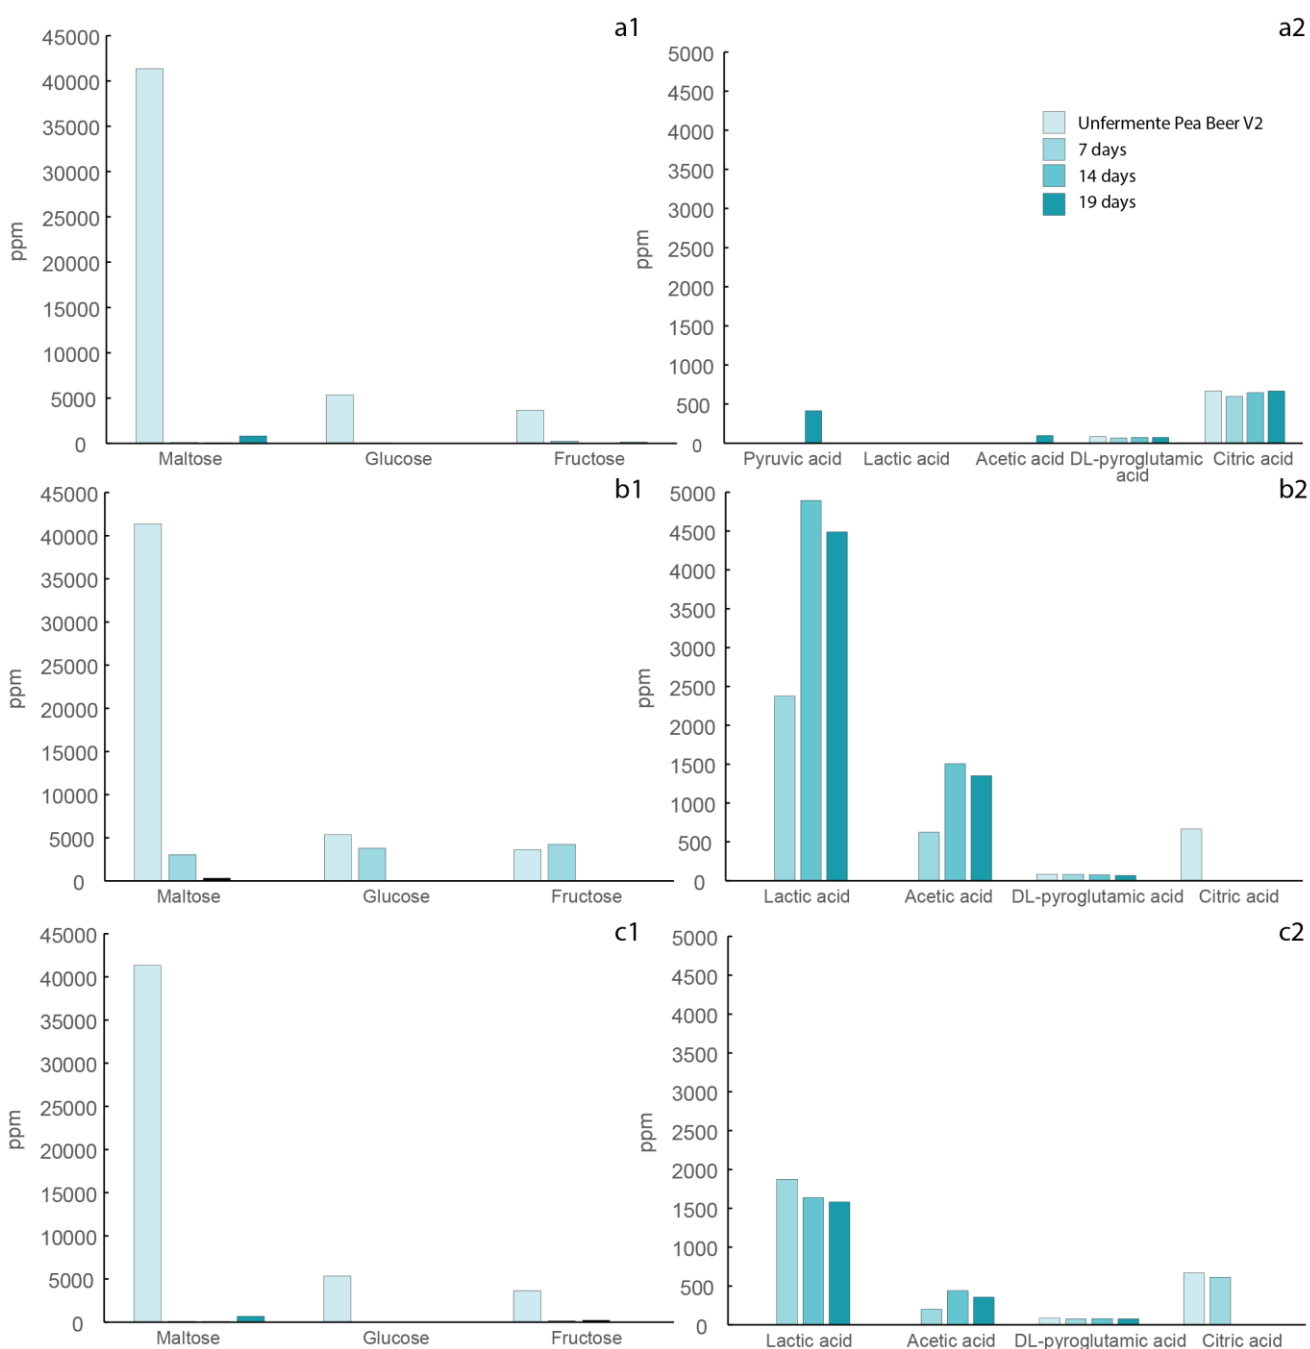 a1
45000
40000
35000
30000
25000
20000
15000
10000
5000
0
ppm
Maltose Glucose Fructose
a2
5000
4500
4000
3500
3000
2500
2000
1500
1000
500
0
ppm
Unfermente Pea Beer V2
7 days
14 days
19 days
Pyruvic acid Lactic acid Acetic acid DL-pyroglutamic Citric acid
acid
b1
45000
40000
35000
30000
25000
20000
15000
10000
5000
0
ppm
Maltose Glucose Fructose
b2
5000
4500
4000
3500
3000
2500
2000
1500
1000
500
0
ppm
Lactic acid Acetic acid DL-pyroglutamic acid Citric acid
c1
45000
40000
35000
30000
25000
20000
15000
10000
5000
0
ppm
Maltose Glucose Fructose
c2
5000
4500
4000
3500
3000
2500
2000
1500
1000
500
0
ppm
Lactic acid Acetic acid DL-pyroglutamic acid Citric acid